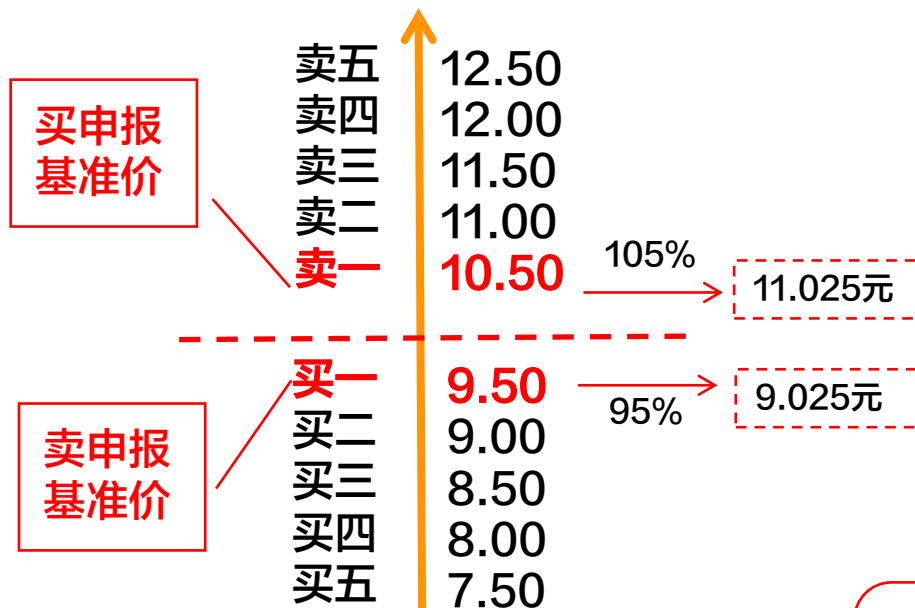 卖五 12.50
卖四 12.00
卖三 11.50
卖二 11.00
卖一 10.50
买申报
基准价
105%
11.025元
买一 9.50
买二 9.00
买三 8.50
买四 8.00
买五 7.50
卖申报
基准价
95%
9.025元